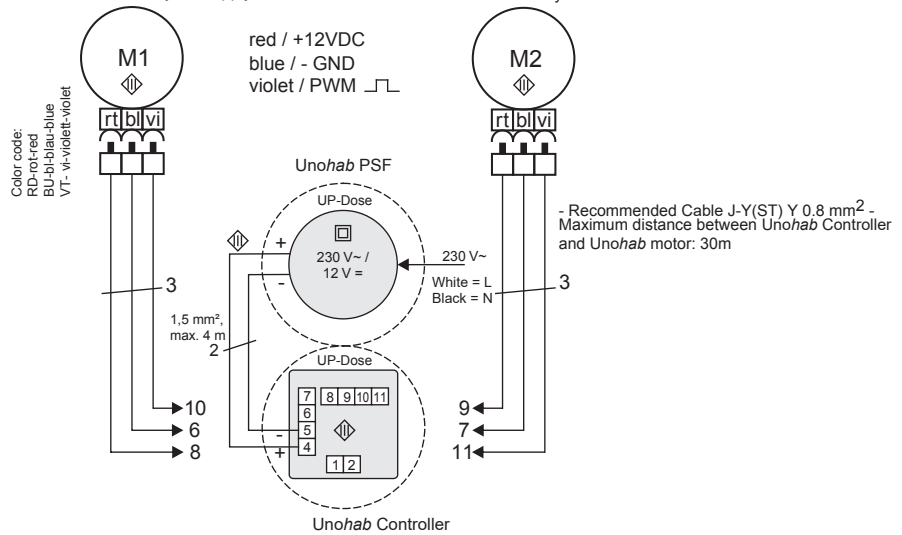 M1
red / +12VDC
blue / - GND
violet / PWM
M2
rt bl vi
rt bl vi
Color code:
RD-rot-red
BU-bl-blau-blue
VT- vi-violett-violet
Unohab PSF
UP-Dose
- Recommended Cable J-Y(ST) Y 0.8 mm² -
Maximum distance between Unohab Controller
and Unohab motor: 30m
+
230 V~ /
12 V =
-
230 V~
White = L
Black = N
3
3
1,5 mm²,
max. 4 m
2
UP-Dose
7 8 9 10 11
6
5
4
-
+
1 2
10
6
8
9
7
11
Unohab Controller